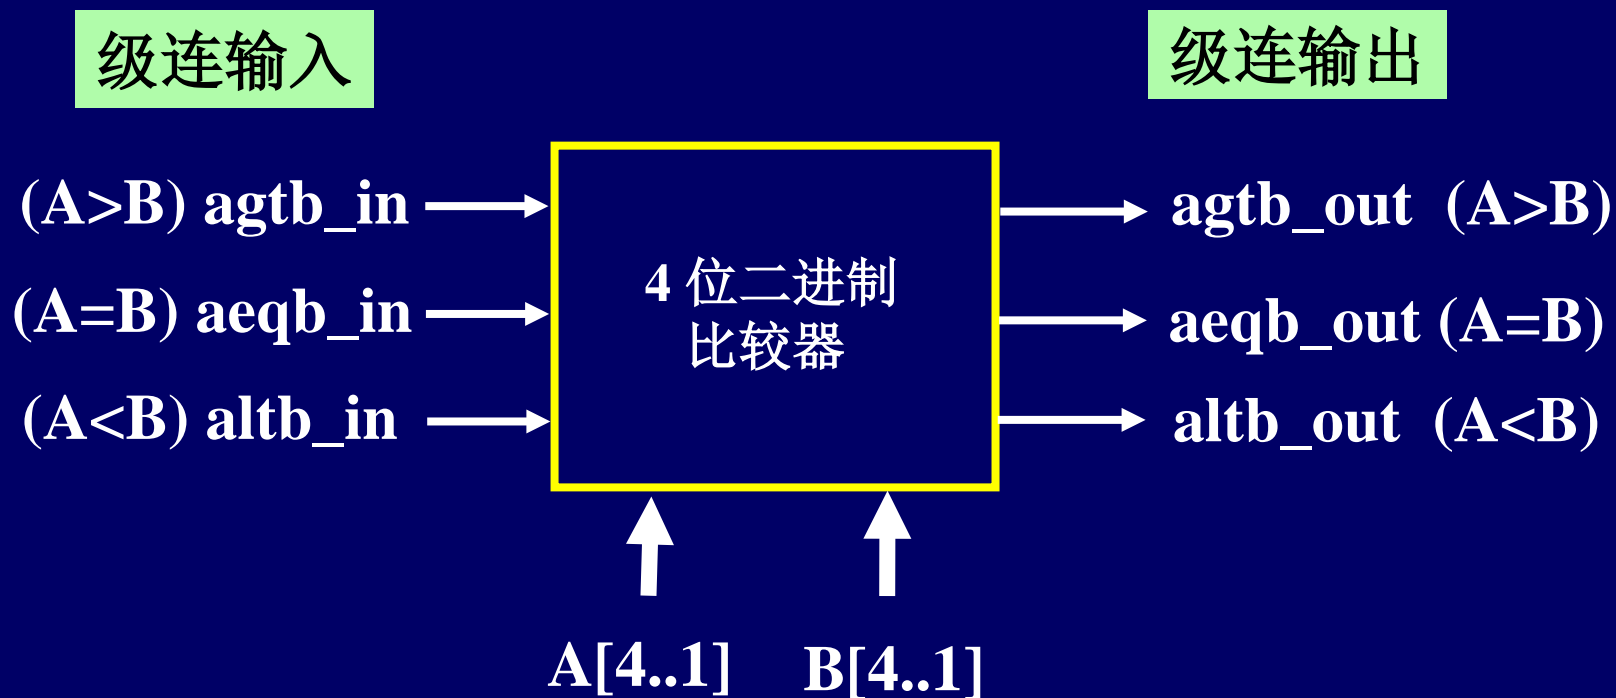 级连输入
级连输出
(A>B) agtb_in
agtb_out (A>B)
4 位二进制
比较器
(A=B) aeqb_in
aeqb_out (A=B)
(A<B) altb_in
altb_out (A<B)
A[4..1]
B[4..1]